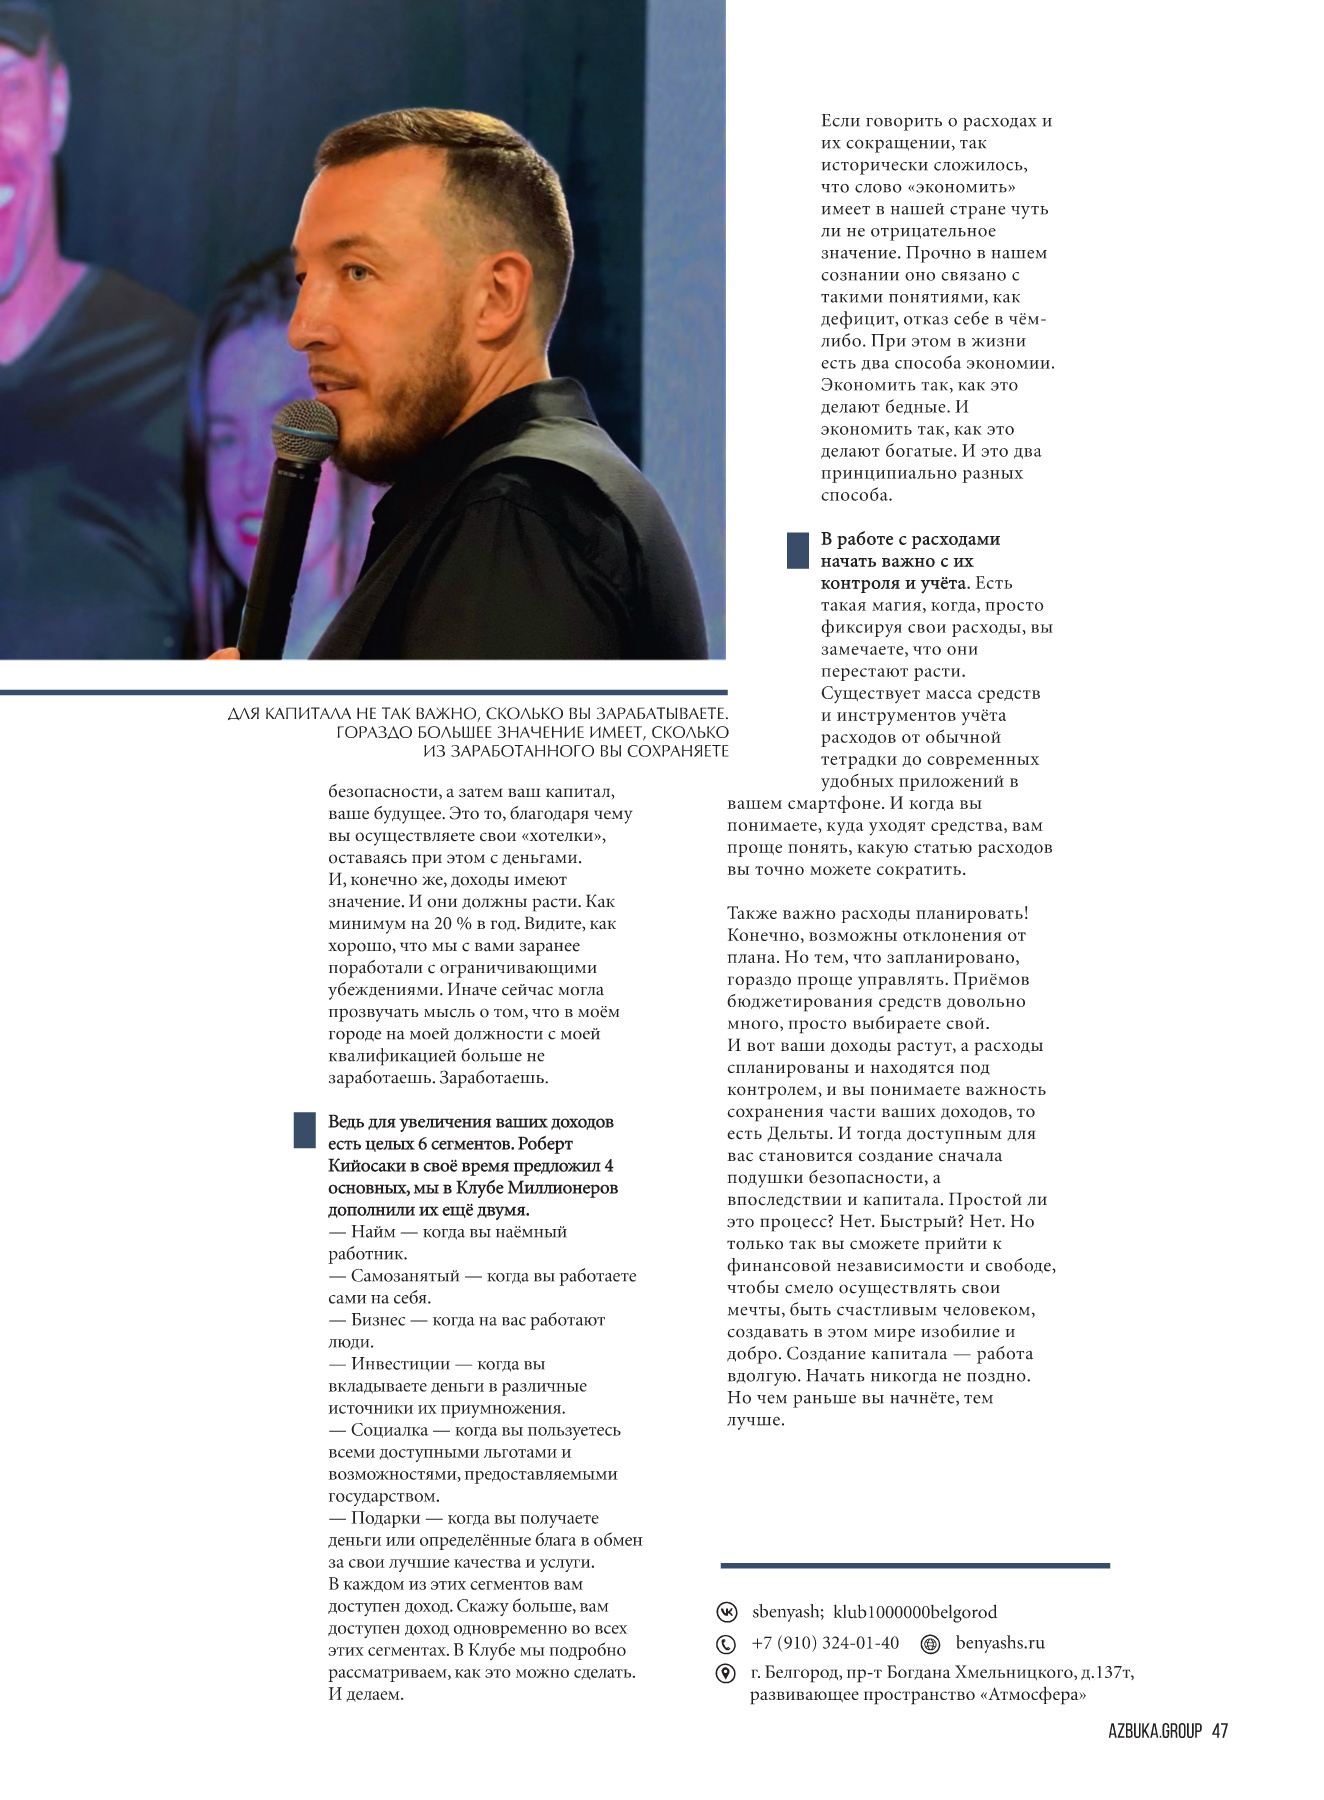 ДЛЯ КАПИТАЛА НЕ ТАК ВАЖНО, СКОЛЬКО ВЫ ЗАРАБАТЫВАЕТЕ.
ГОРАЗДО БОЛЬШЕЕ ЗНАЧЕНИЕ ИМЕЕТ, СКОЛЬКО
ИЗ ЗАРАБОТАННОГО ВЫ СОХРАНЯЕТЕ
безопасности, а затем ваш капитал,
ваше будущее. Это то, благодаря чему
вы осуществляете свои «хотелки»,
оставаясь при этом с деньгами.
И, конечно же, доходы имеют
значение. И они должны расти. Как
минимум на 20 % в год. Видите, как
хорошо, что мы с вами заранее
поработали с ограничивающими
убеждениями. Иначе сейчас могла
прозвучать мысль о том, что в моём
городе на моей должности с моей
квалификацией больше не
заработаешь. Заработаешь.
Ведь для увеличения ваших доходов
есть целых 6 сегментов. Роберт
Кийосаки в своё время предложил 4
основных, мы в Клубе Миллионеров
дополнили их ещё двумя.
— Найм — когда вы наёмный
работник.
— Самозанятый — когда вы работаете
сами на себя.
— Бизнес — когда на вас работают
люди.
— Инвестиции — когда вы
вкладываете деньги в различные
источники их приумножения.
— Социалка — когда вы пользуетесь
всеми доступными льготами и
возможностями, предоставляемыми
государством.
— Подарки — когда вы получаете
деньги или определённые блага в обмен
за свои лучшие качества и услуги.
В каждом из этих сегментов вам
доступен доход. Скажу больше, вам
доступен доход одновременно во всех
этих сегментах. В Клубе мы подробно
рассматриваем, как это можно сделать.
И делаем.
Если говорить о расходах и
их сокращении, так
исторически сложилось,
что слово «экономить»
имеет в нашей стране чуть
ли не отрицательное
значение. Прочно в нашем
сознании оно связано с
такими понятиями, как
дефицит, отказ себе в чём-
либо. При этом в жизни
есть два способа экономии.
Экономить так, как это
делают бедные. И
экономить так, как это
делают богатые. И это два
принципиально разных
способа.
В работе с расходами
начать важно с их
контроля и учёта. Есть
такая магия, когда, просто
фиксируя свои расходы, вы
замечаете, что они
перестают расти.
Существует масса средств
и инструментов учёта
расходов от обычной
тетрадки до современных
удобных приложений в
вашем смартфоне. И когда вы
понимаете, куда уходят средства, вам
проще понять, какую статью расходов
вы точно можете сократить.
Также важно расходы планировать!
Конечно, возможны отклонения от
плана. Но тем, что запланировано,
гораздо проще управлять. Приёмов
бюджетирования средств довольно
много, просто выбираете свой.
И вот ваши доходы растут, а расходы
спланированы и находятся под
контролем, и вы понимаете важность
сохранения части ваших доходов, то
есть Дельты. И тогда доступным для
вас становится создание сначала
подушки безопасности, а
впоследствии и капитала. Простой ли
это процесс? Нет. Быстрый? Нет. Но
только так вы сможете прийти к
финансовой независимости и свободе,
чтобы смело осуществлять свои
мечты, быть счастливым человеком,
создавать в этом мире изобилие и
добро. Создание капитала — работа
вдолгую. Начать никогда не поздно.
Но чем раньше вы начнёте, тем
лучше.
sbenyash; klub1000000belgorod
+7 (910) 324-01-40 benyashs.ru
г. Белгород, пр-т Богдана Хмельницкого, д.137т,
развивающее пространство «Атмосфера»
AZBUKA.GROUP 47